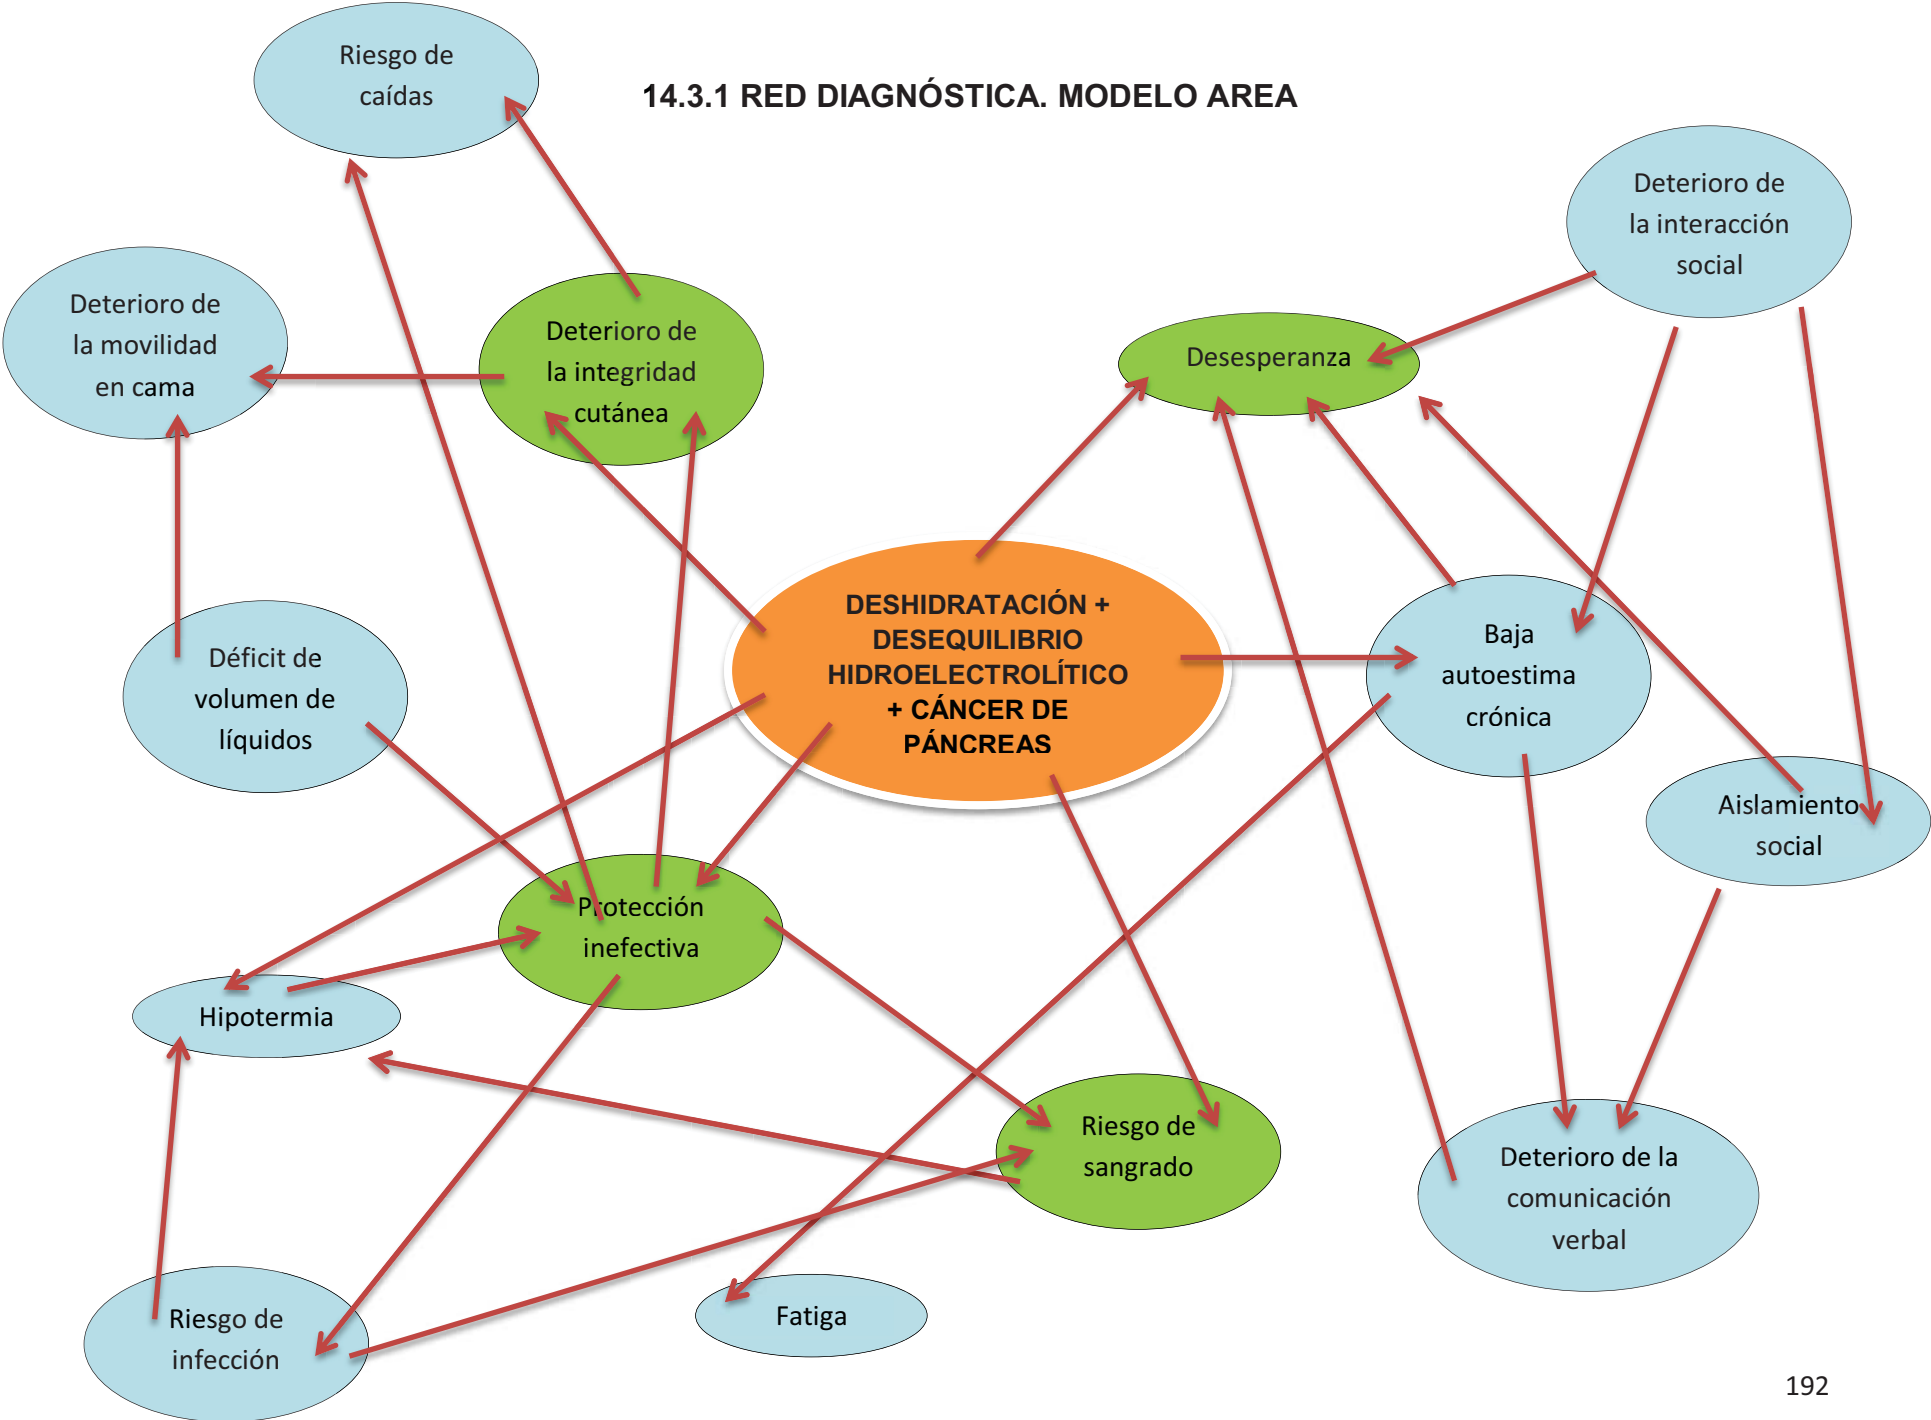 Riesgo de
caídas
14.3.1 RED DIAGNÓSTICA. MODELO AREA
Deterioro de
la interacción
social
Deterioro de
la movilidad
en cama
Deterioro de
la integridad
cutánea
Desesperanza
DESHIDRATACIÓN +
DESEQUILIBRIO
HIDROELECTROLÍTICO
+ CÁNCER DE
PÁNCREAS
Baja
autoestima
crónica
Déficit de
volumen de
líquidos
Aislamiento
social
Protección
inefectiva
Hipotermia
Riesgo de
sangrado
Deterioro de la
comunicación
verbal
Riesgo de
infección
Fatiga
192